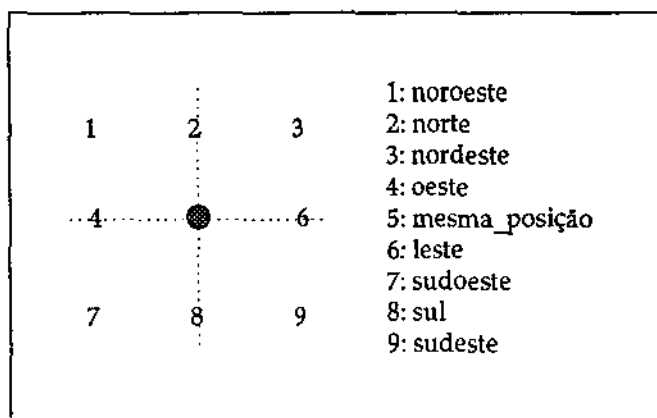 1 2 3
4 6
7 8 9
1: noroeste
2: norte
3: nordeste
4: oeste
5: mesma_posição
6: leste
7: sudoeste
8: sul
9: sudeste